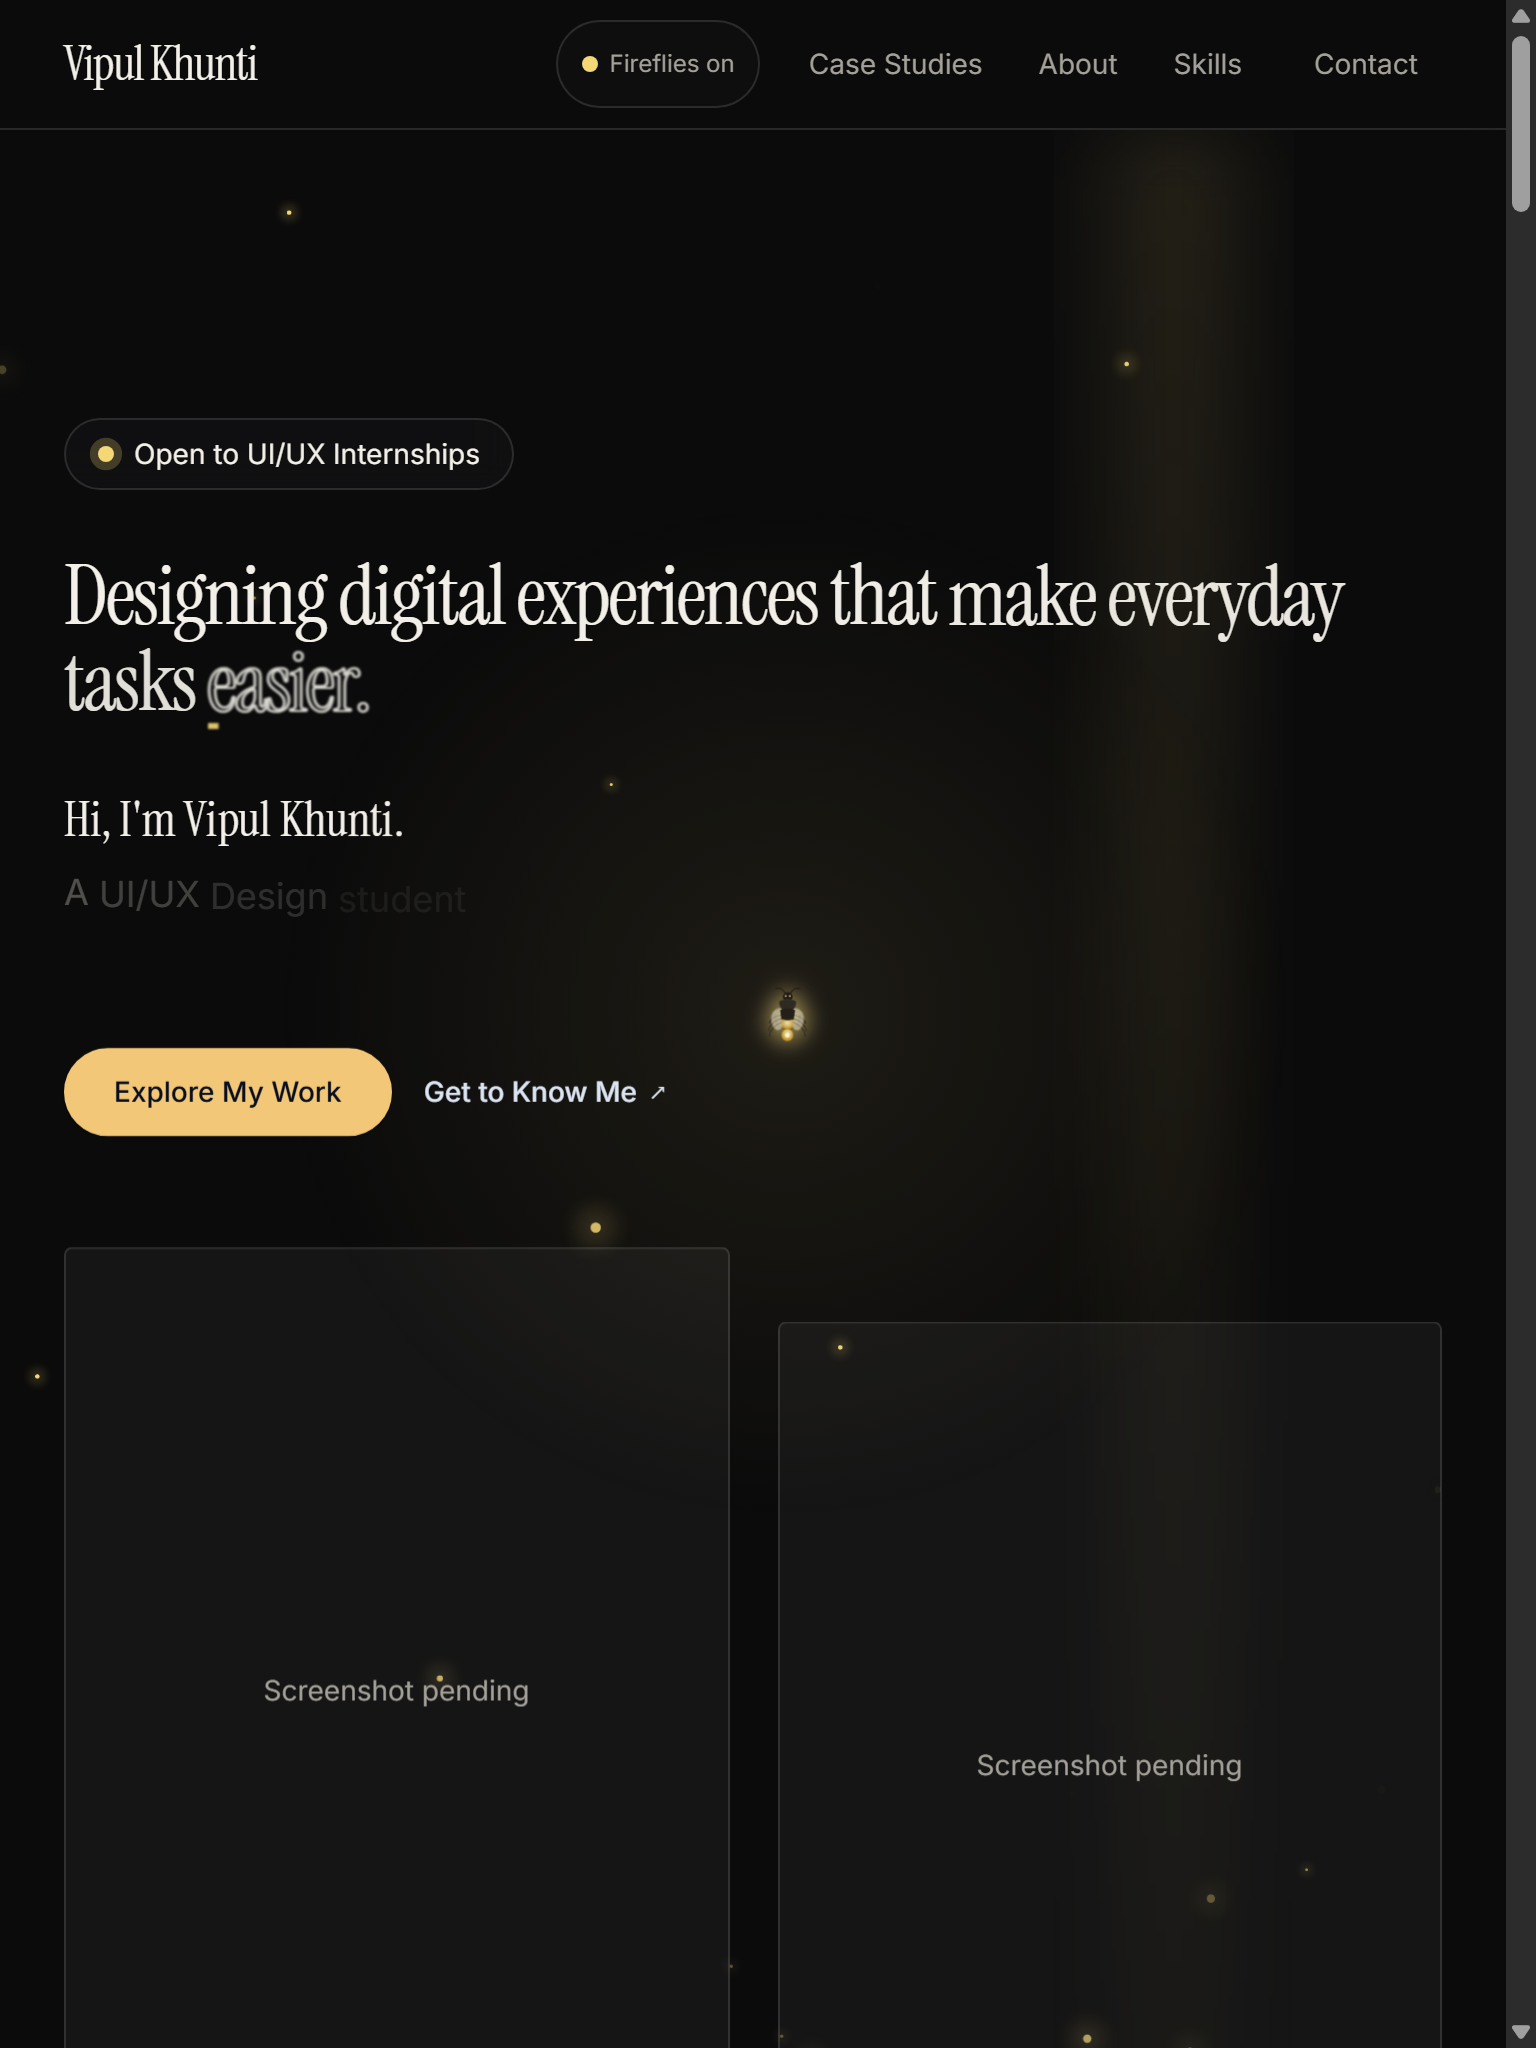 Vipul Khunti
Fireflies on
Case Studies
About
Skills
Contact
Open to UI/UX Internships
Designing digital experiences that make everyday
tasks easier.
Hi, I'm Vipul Khunti.
A UI/UX Design student
Explore My Work
Get to Know Me ↗
Screenshot pending
Screenshot pending